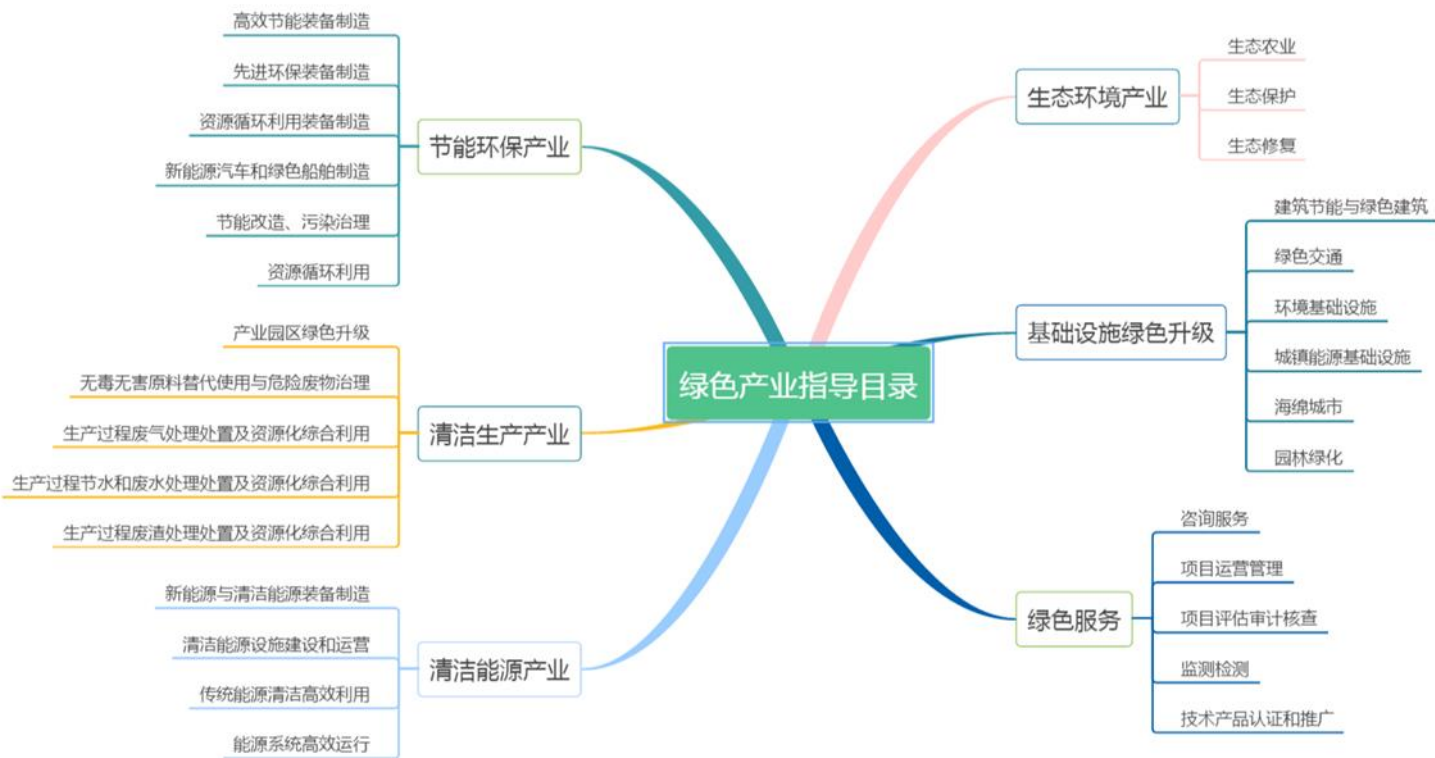 绿色产业指导目录
节能环保产业
高效节能装备制造
先进环保装备制造
资源循环利用装备制造
新能源汽车和绿色船舶制造
节能改造、污染治理
资源循环利用
清洁生产产业
产业园区绿色升级
无毒无害原料替代使用与危险废物治理
生产过程废气处理处置及资源化综合利用
生产过程节水和废水处理处置及资源化综合利用
生产过程废渣处理处置及资源化综合利用
清洁能源产业
新能源与清洁能源装备制造
清洁能源设施建设和运营
传统能源清洁高效利用
能源系统高效运行
生态环境产业
生态农业
生态保护
生态修复
基础设施绿色升级
建筑节能与绿色建筑
绿色交通
环境基础设施
城镇能源基础设施
海绵城市
园林绿化
绿色服务
咨询服务
项目运营管理
项目评估审计核查
监测检测
技术产品认证和推广